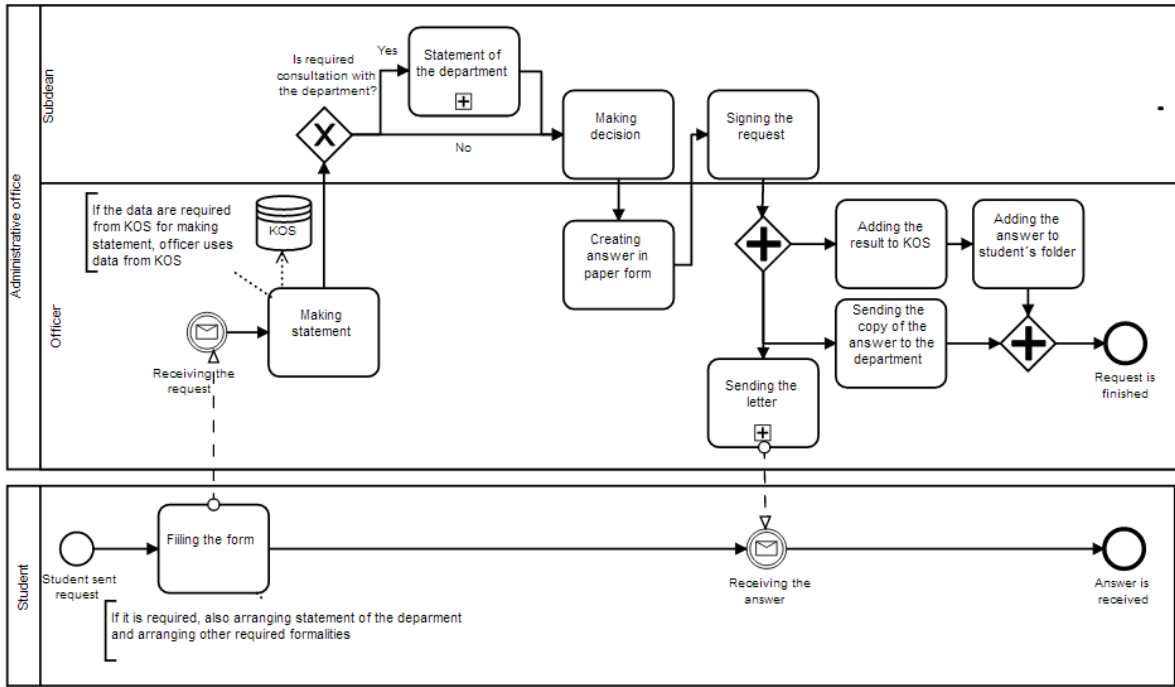 Administrative office
Subdean
Is required
consultation with
the department?
Yes
No
Statement of
the department
Making
decision
Signing the
request
Officer
If the data are required
from KOS for making
statement, officer uses
data from KOS
KOS
Receiving the
request
Making
statement
Creating
answer in
paper form
Adding the
result to KOS
Adding the
answer to
student´s folder
Sending the
copy of the
answer to the
department
Sending the
letter
Request is
finished
Student
Student sent
request
Fiiling the form
If it is required, also arranging statement of the deparment
and arranging other required formalities
Receiving the
answer
Answer is
received